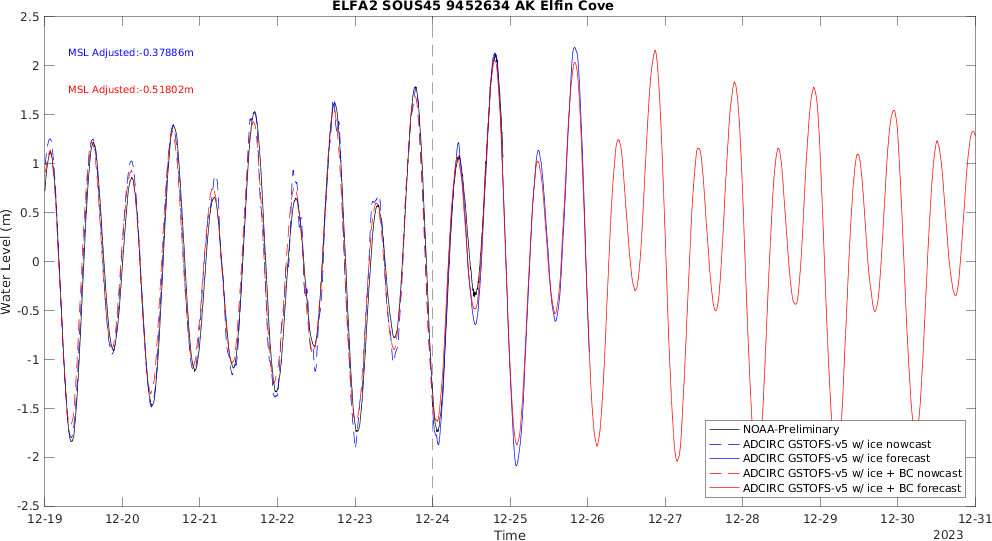 ELFA2 SOUS45 9452634 AK Elfin Cove
MSL Adjusted:-0.37886m
MSL Adjusted:-0.51802m
2.5
2
1.5
1
0.5
0
-0.5
-1
-1.5
-2
-2.5
Water Level (m)
NOAA-Preliminary
ADCIRC GSTOFS-v5 w/ ice nowcast
ADCIRC GSTOFS-v5 w/ ice forecast
ADCIRC GSTOFS-v5 w/ ice + BC nowcast
ADCIRC GSTOFS-v5 w/ ice + BC forecast
12-19 12-20 12-21 12-22 12-23 12-24 12-25 12-26 12-27 12-28 12-29 12-30 12-31
Time
2023